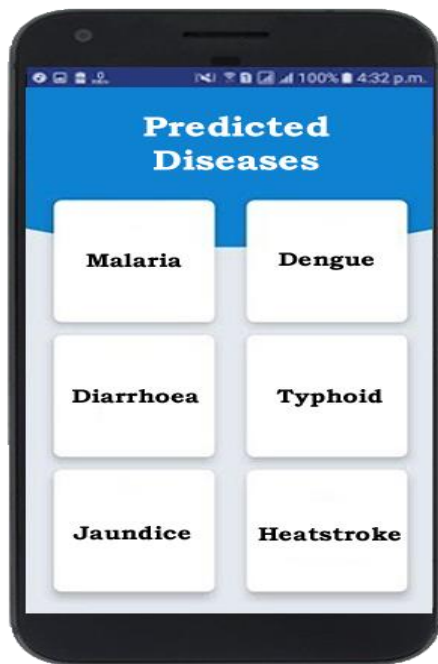 100% 4:32 p.m.
Predicted
Diseases
Malaria Dengue
Diarrhoea Typhoid
Jaundice Heatstroke